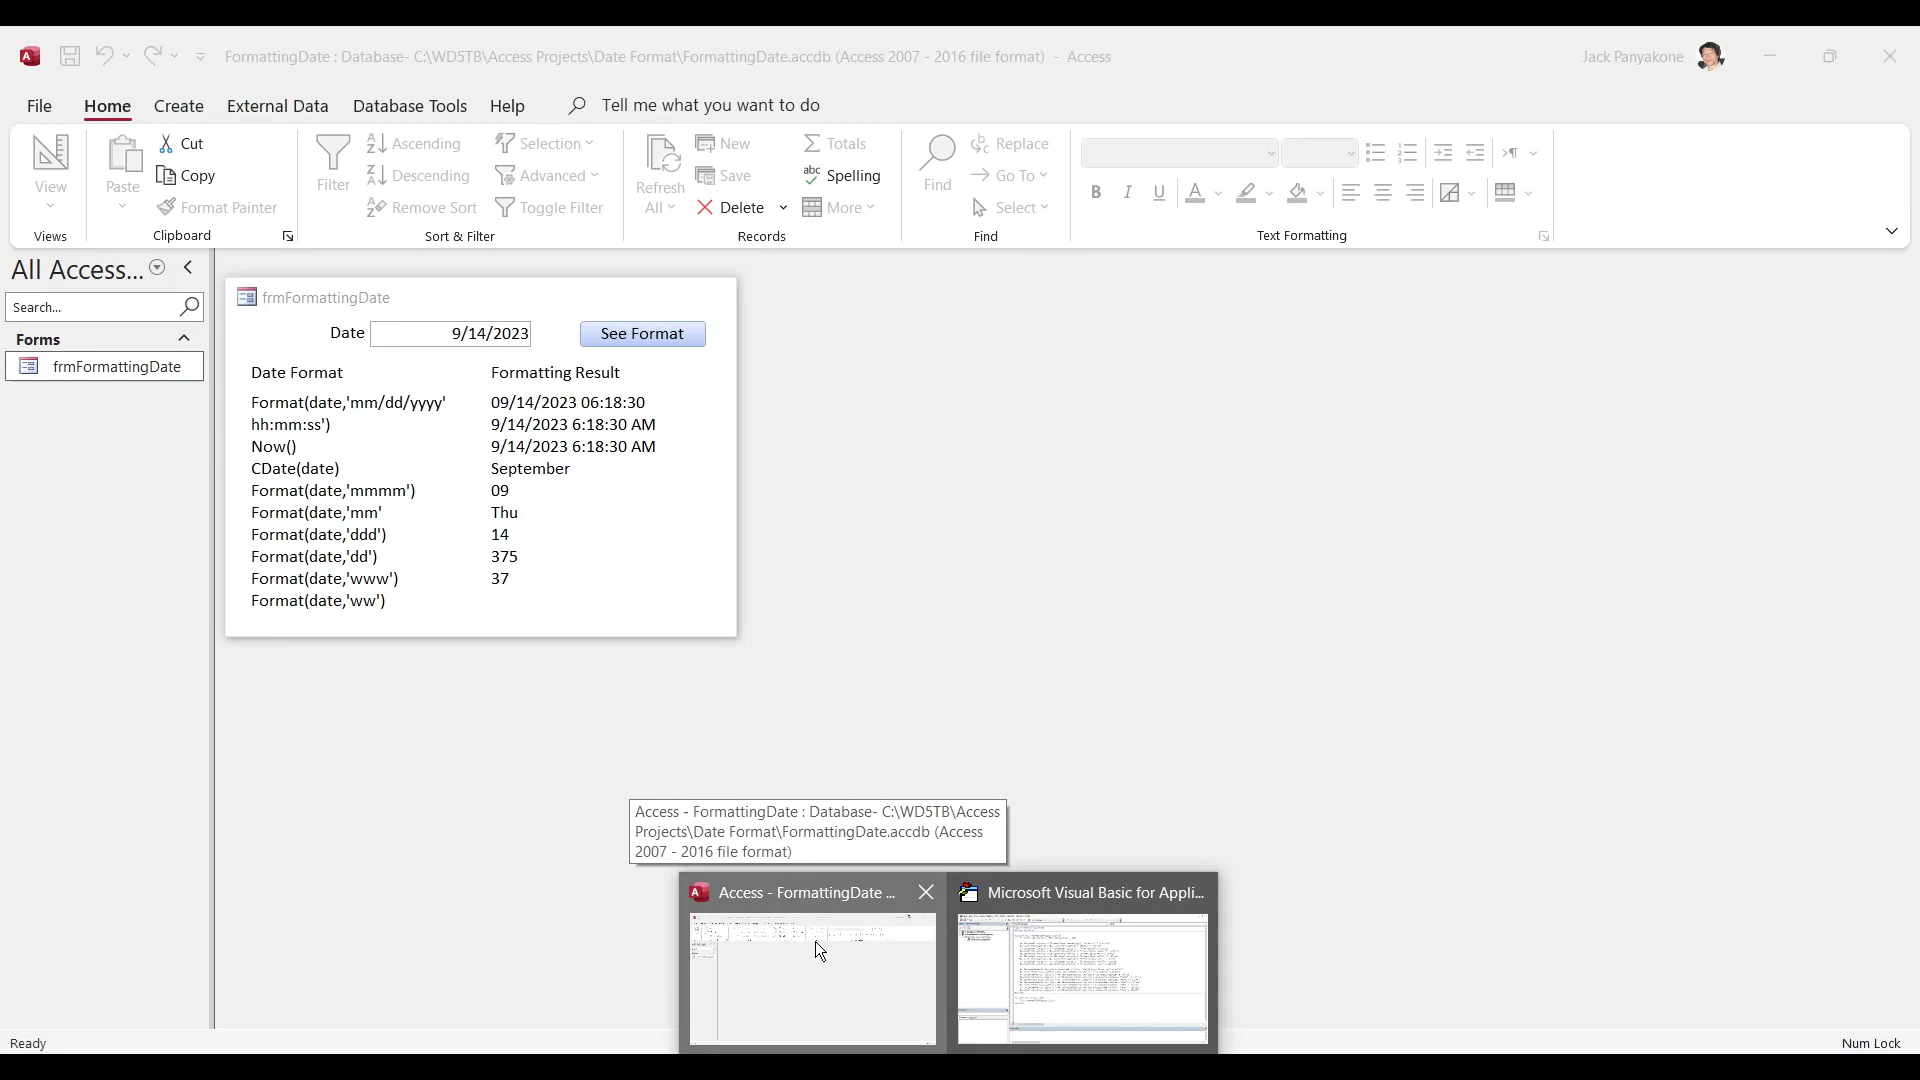 FormattingDate : Database- C:\WD5TB\Access Projects\Date Format\FormattingDate.accdb (Access 2007 - 2016 file format) - Access
Jack Panyakone
File Home Create External Data Database Tools Help Tell me what you want to do
View
Views
Paste
Cut
Copy
Format Painter
Clipboard
Filter
Ascending
Descending
Remove Sort
Selection
Advanced
Toggle Filter
Sort & Filter
Refresh
All
New
Save
Delete
Totals
Spelling
More
Records
Find
Replace
Go To
Select
Find
B I U A
Text Formatting
All Access...
Search...
Forms
frmFormattingDate
frmFormattingDate
Date 9/14/2023 See Format
Date Format Formatting Result
Format(date,'mm/dd/yyyy' 09/14/2023 06:18:30
hh:mm:ss') 9/14/2023 6:18:30 AM
Now() 9/14/2023 6:18:30 AM
CDate(date) September
Format(date,'mmmm') 09
Format(date,'mm' Thu
Format(date,'ddd') 14
Format(date,'dd') 375
Format(date,'www') 37
Format(date,'ww')
Access - FormattingDate : Database- C:\WD5TB\Access
Projects\Date Format\FormattingDate.accdb (Access
2007 - 2016 file format)
Access - FormattingDate ...
Microsoft Visual Basic for Appli...
Ready
Num Lock